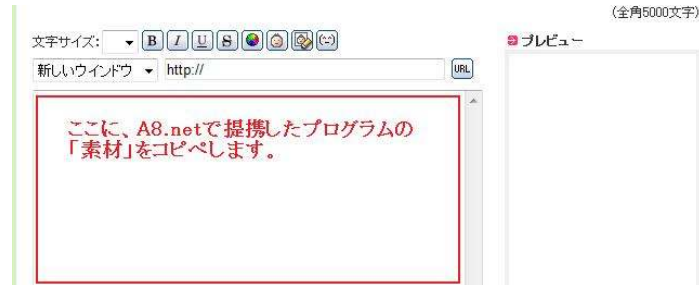 (全角5000文字)
文字サイズ: B I U S
プレビュー
新しいウインドウ http:// URL
ここに、A8.netで提携したプログラムの
「素材」をコピペします。